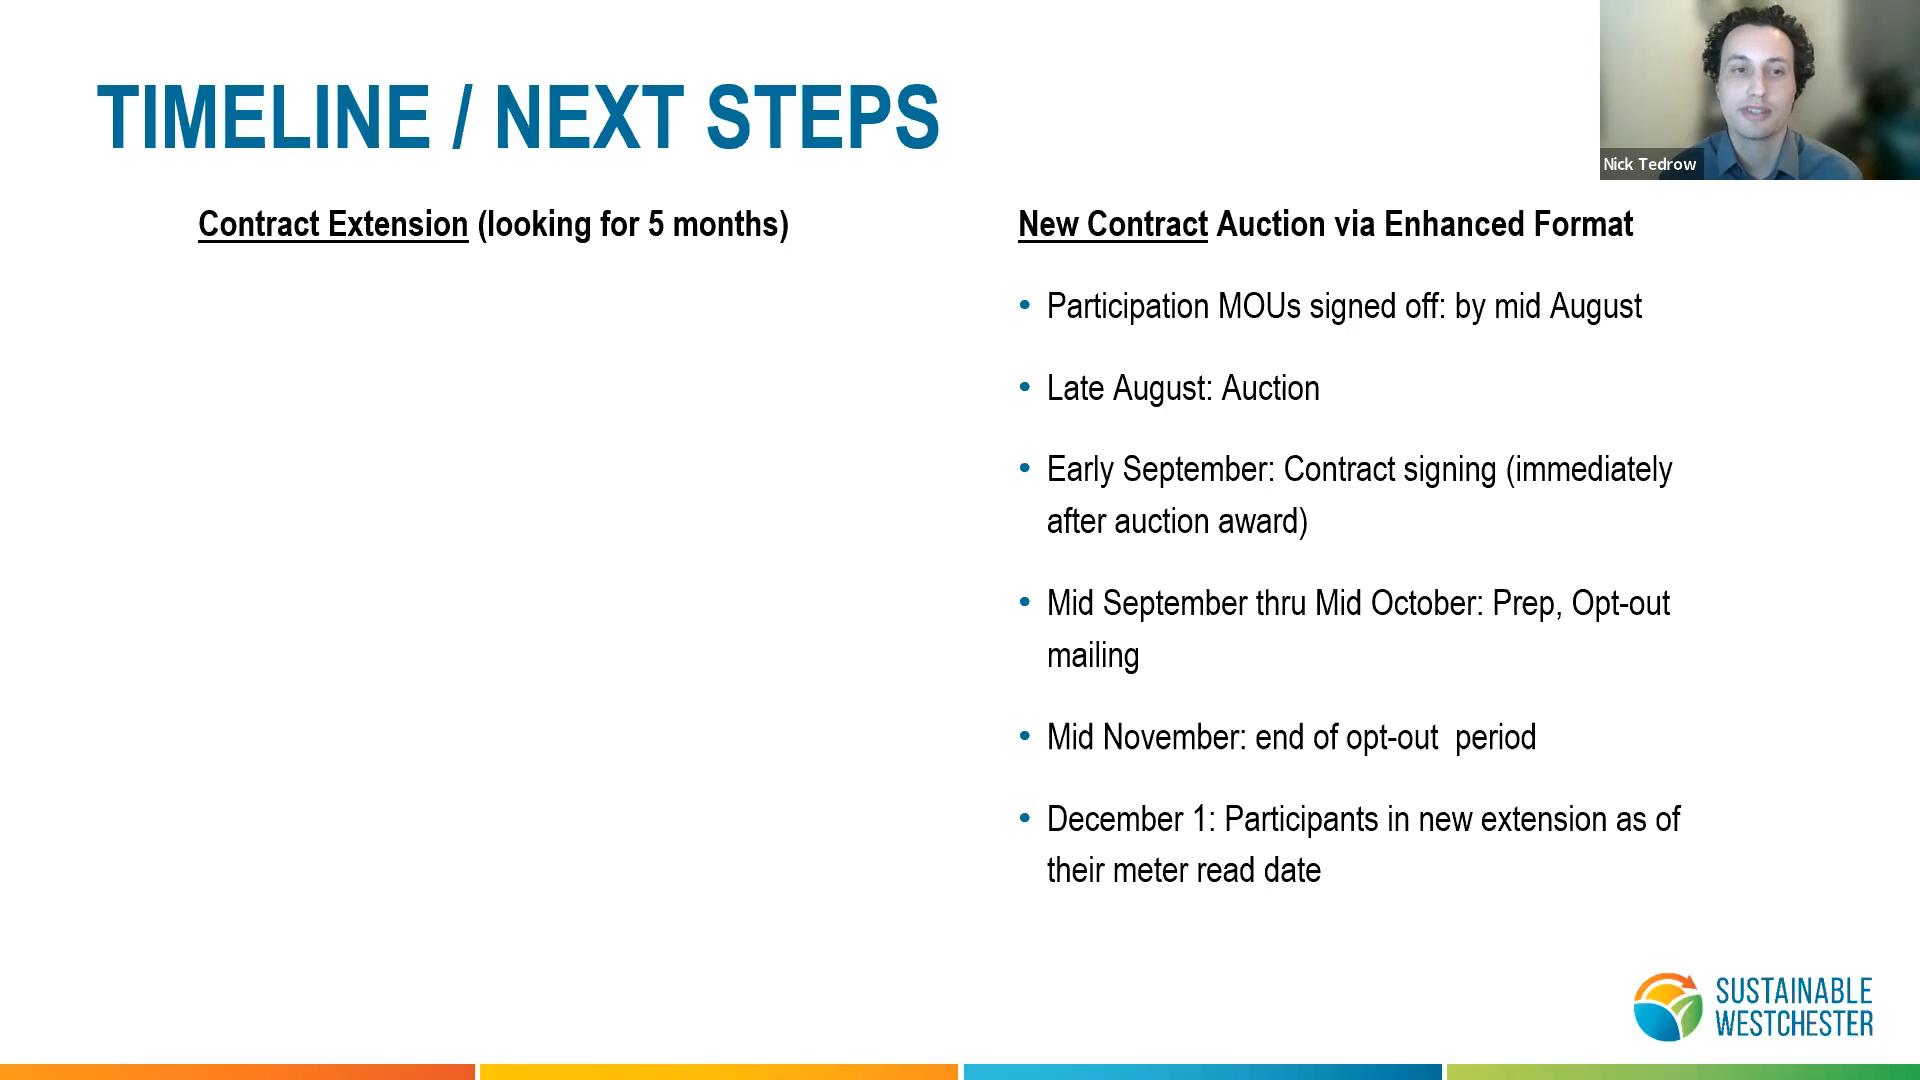 TIMELINE / NEXT STEPS
Nick Tedrow
Contract Extension (looking for 5 months)
New Contract Auction via Enhanced Format
• Participation MOUs signed off: by mid August
• Late August: Auction
• Early September: Contract signing (immediately
after auction award)
• Mid September thru Mid October: Prep, Opt-out
mailing
• Mid November: end of opt-out  period
• December 1: Participants in new extension as of
their meter read date
SUSTAINABLE
WESTCHESTER